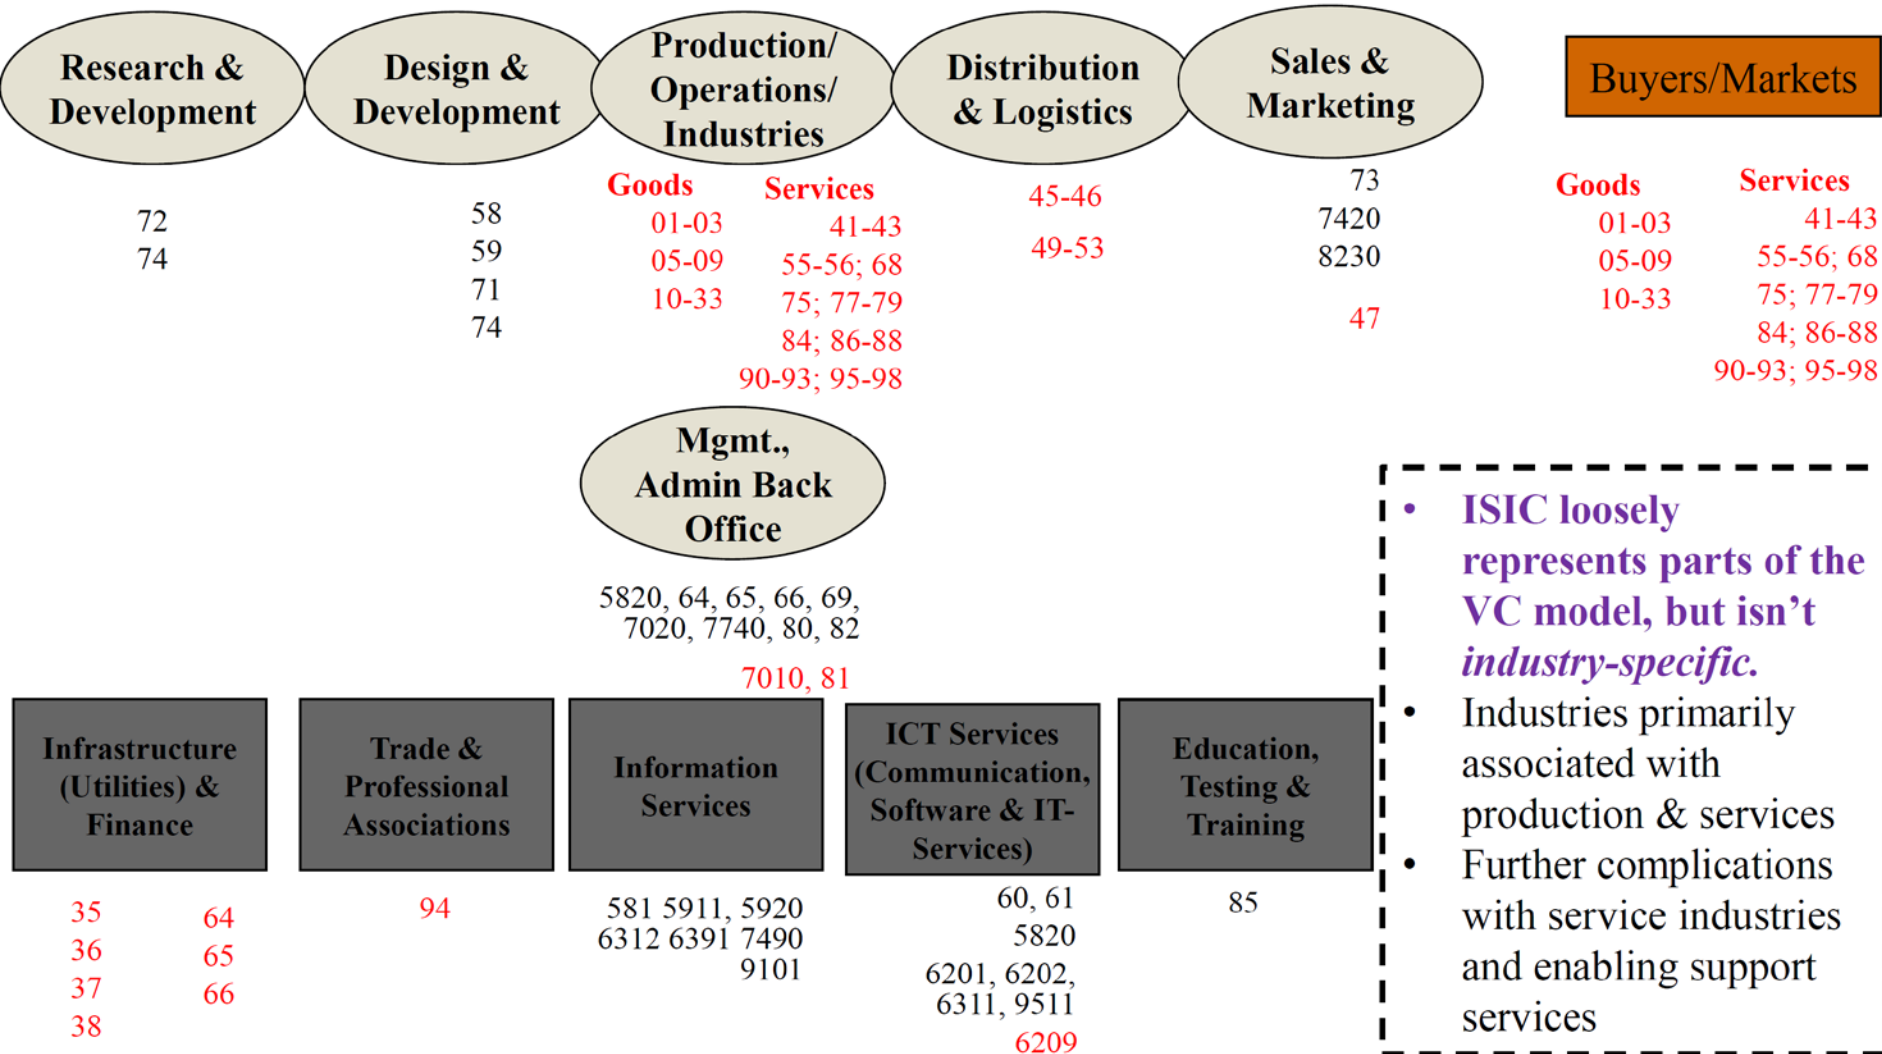 Research &
Development
Design &
Development
Production/
Operations/
Industries
Distribution
& Logistics
Sales &
Marketing
Buyers/Markets
72
74
58
59
71
74
Goods
01-03
05-09
10-33
Services
41-43
55-56; 68
75; 77-79
84; 86-88
90-93; 95-98
45-46
49-53
73
7420
8230
47
Goods
01-03
05-09
10-33
Services
41-43
55-56; 68
75; 77-79
84; 86-88
90-93; 95-98
Mgmt.,
Admin Back
Office
5820, 64, 65, 66, 69,
7020, 7740, 80, 82
7010, 81
Infrastructure
(Utilities) &
Finance
35
36
37
38
64
65
66
Trade &
Professional
Associations
94
Information
Services
581 5911, 5920
6312 6391 7490
9101
ICT Services
(Communication,
Software & IT-
Services)
60, 61
5820
6201, 6202,
6311, 9511
6209
Education,
Testing &
Training
85
• ISIC loosely
represents parts of the
VC model, but isn’t
industry-specific.
• Industries primarily
associated with
production & services
• Further complications
with service industries
and enabling support
services